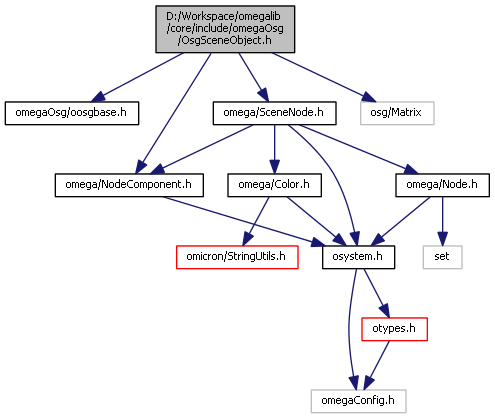 D:/Workspace/omegalib
/core/include/omegaOsg
/OsgSceneObject.h
omegaOsg/oosgbase.h
omega/SceneNode.h
osg/Matrix
omega/NodeComponent.h
omega/Color.h
omega/Node.h
omicron/StringUtils.h
osystem.h
set
otypes.h
omegaConfig.h